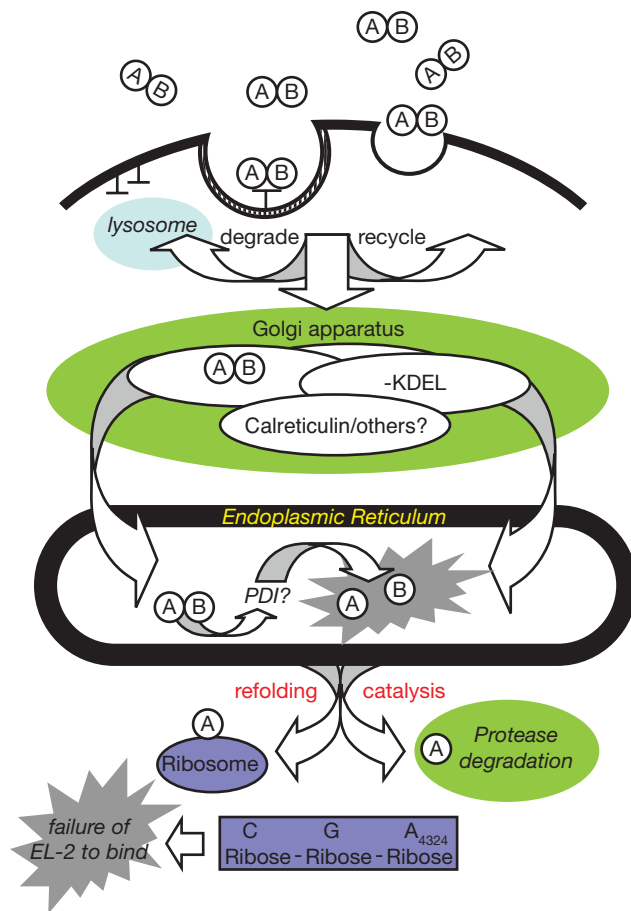 A B
A B
A B
A B
A B
A B
lysosome
degrade recycle
Golgi apparatus
A B
-KDEL
Calreticulin/others?
Endoplasmic Reticulum
A B
PDI?
A B
refolding catalysis
A
Ribosome
A
Protease
degradation
failure of
EL-2 to bind
C G A4324
Ribose - Ribose - Ribose